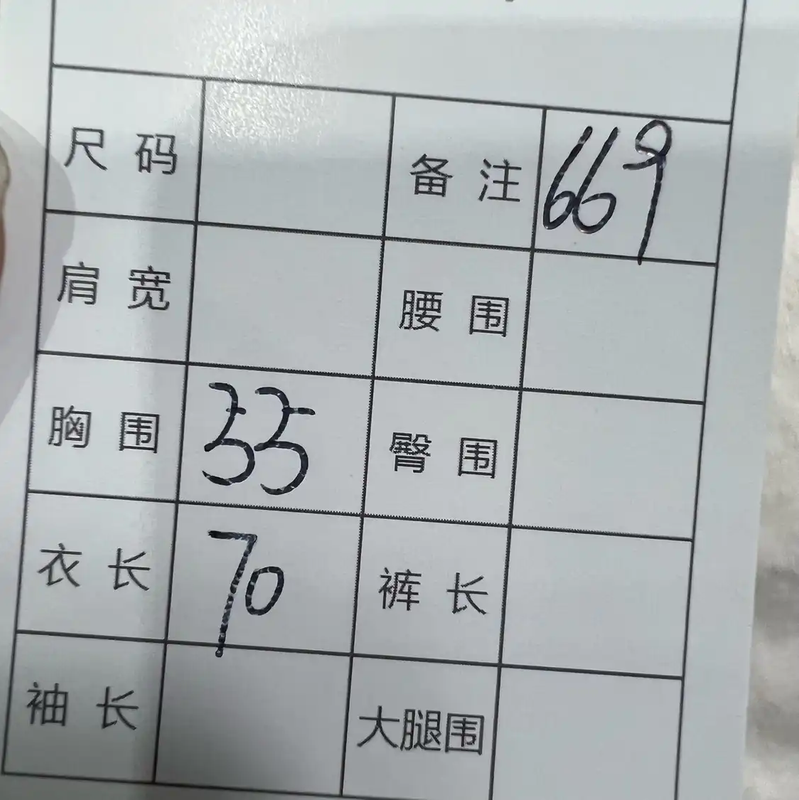 尺码 备注 669
肩宽 腰围
胸围 55 臀围
衣长 70 裤长
袖长 大腿围